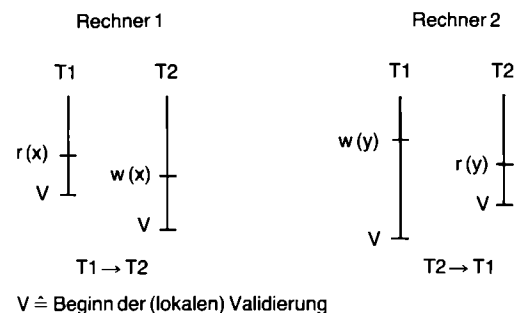 Rechner 1 Rechner 2
T1 T2 T1 T2
w(y)
r(x) r(y)
w(x)
V V
V V
T1 → T2 T2 → T1
V ≙ Beginn der (lokalen) Validierung